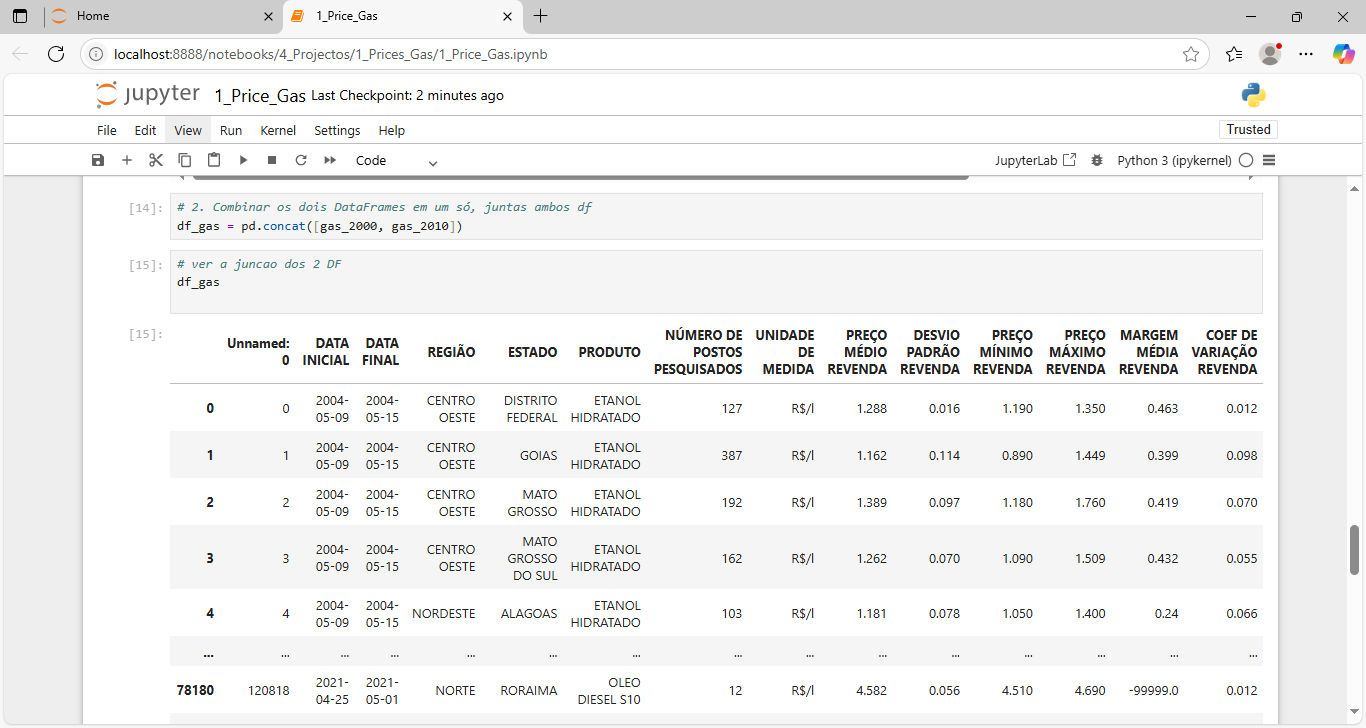 Home
1_Price_Gas
localhost:8888/notebooks/4_Projectos/1_Prices_Gas/1_Price_Gas.ipynb
jupyter 1_Price_Gas Last Checkpoint: 2 minutes ago
File Edit View Run Kernel Settings Help Trusted
Code JupyterLab Python 3 (ipykernel)
[14]: # 2. Combinar os dois DataFrames em um só, juntas ambos df
df_gas = pd.concat([gas_2000, gas_2010])
[15]: # ver a juncao dos 2 DF
df_gas
[15]:
Unnamed: 0 DATA INICIAL DATA FINAL REGIÃO ESTADO PRODUTO NÚMERO DE POSTOS PESQUISADOS UNIDADE DE MEDIDA PREÇO MÉDIO REVENDA DESVIO PADRÃO REVENDA PREÇO MÍNIMO REVENDA PREÇO MÁXIMO REVENDA MARGEM MÉDIA REVENDA COEF DE VARIAÇÃO REVENDA
0 0 2004-05-09 2004-05-15 CENTRO OESTE DISTRITO FEDERAL ETANOL HIDRATADO 127 R$/l 1.288 0.016 1.190 1.350 0.463 0.012
1 1 2004-05-09 2004-05-15 CENTRO OESTE GOIAS ETANOL HIDRATADO 387 R$/l 1.162 0.114 0.890 1.449 0.399 0.098
2 2 2004-05-09 2004-05-15 CENTRO OESTE MATO GROSSO ETANOL HIDRATADO 192 R$/l 1.389 0.097 1.180 1.760 0.419 0.070
3 3 2004-05-09 2004-05-15 CENTRO OESTE MATO GROSSO DO SUL ETANOL HIDRATADO 162 R$/l 1.262 0.070 1.090 1.509 0.432 0.055
4 4 2004-05-09 2004-05-15 NORDESTE ALAGOAS ETANOL HIDRATADO 103 R$/l 1.181 0.078 1.050 1.400 0.24 0.066
... ... ... ... ... ... ... ... ... ... ... ... ... ... ...
78180 120818 2021-04-25 2021-05-01 NORTE RORAIMA OLEO DIESEL S10 12 R$/l 4.582 0.056 4.510 4.690 -99999.0 0.012